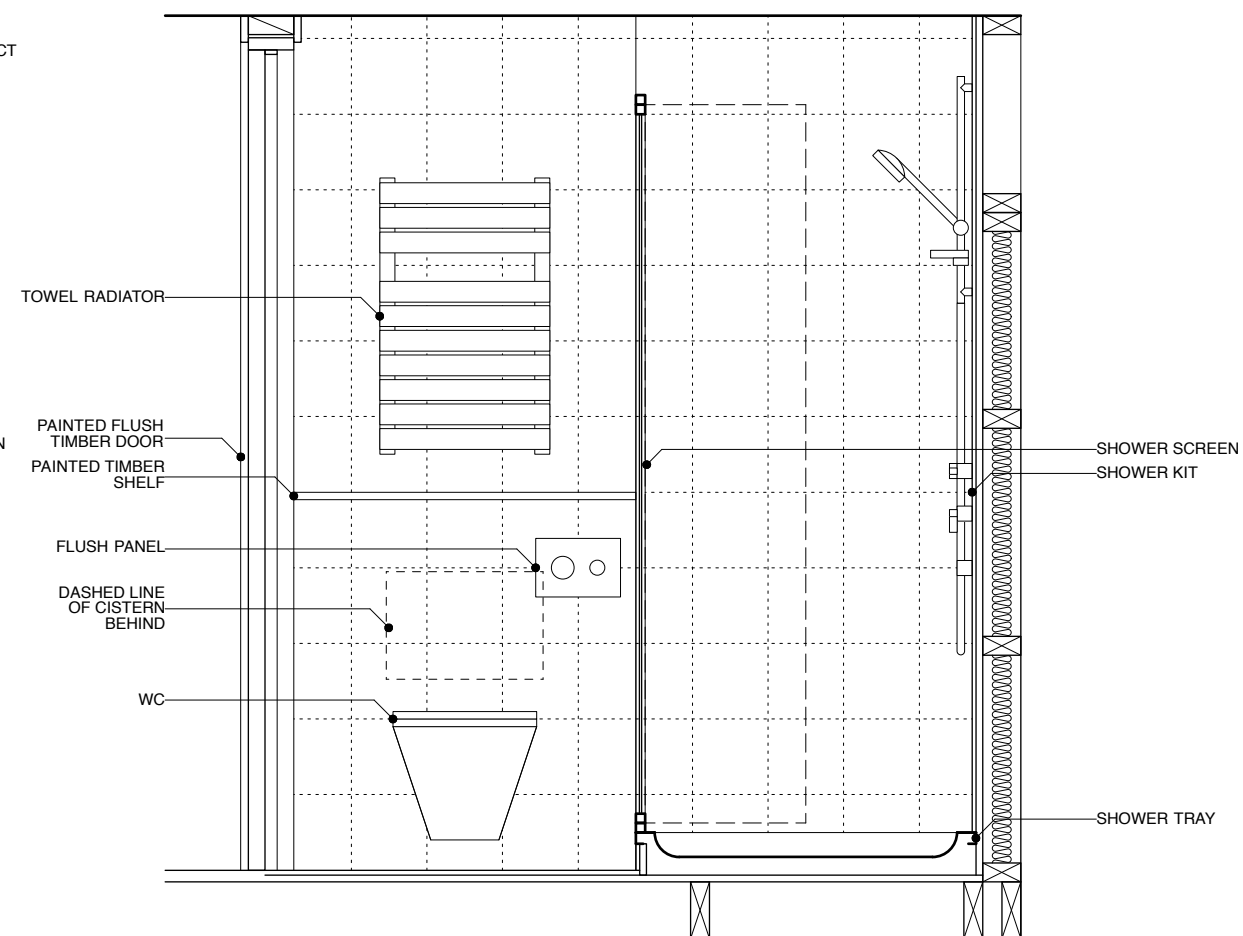 CT
TOWEL RADIATOR
PAINTED FLUSH
TIMBER DOOR
N
PAINTED TIMBER
SHELF
SHOWER SCREEN
SHOWER KIT
FLUSH PANEL
DASHED LINE
OF CISTERN
BEHIND
WC
SHOWER TRAY